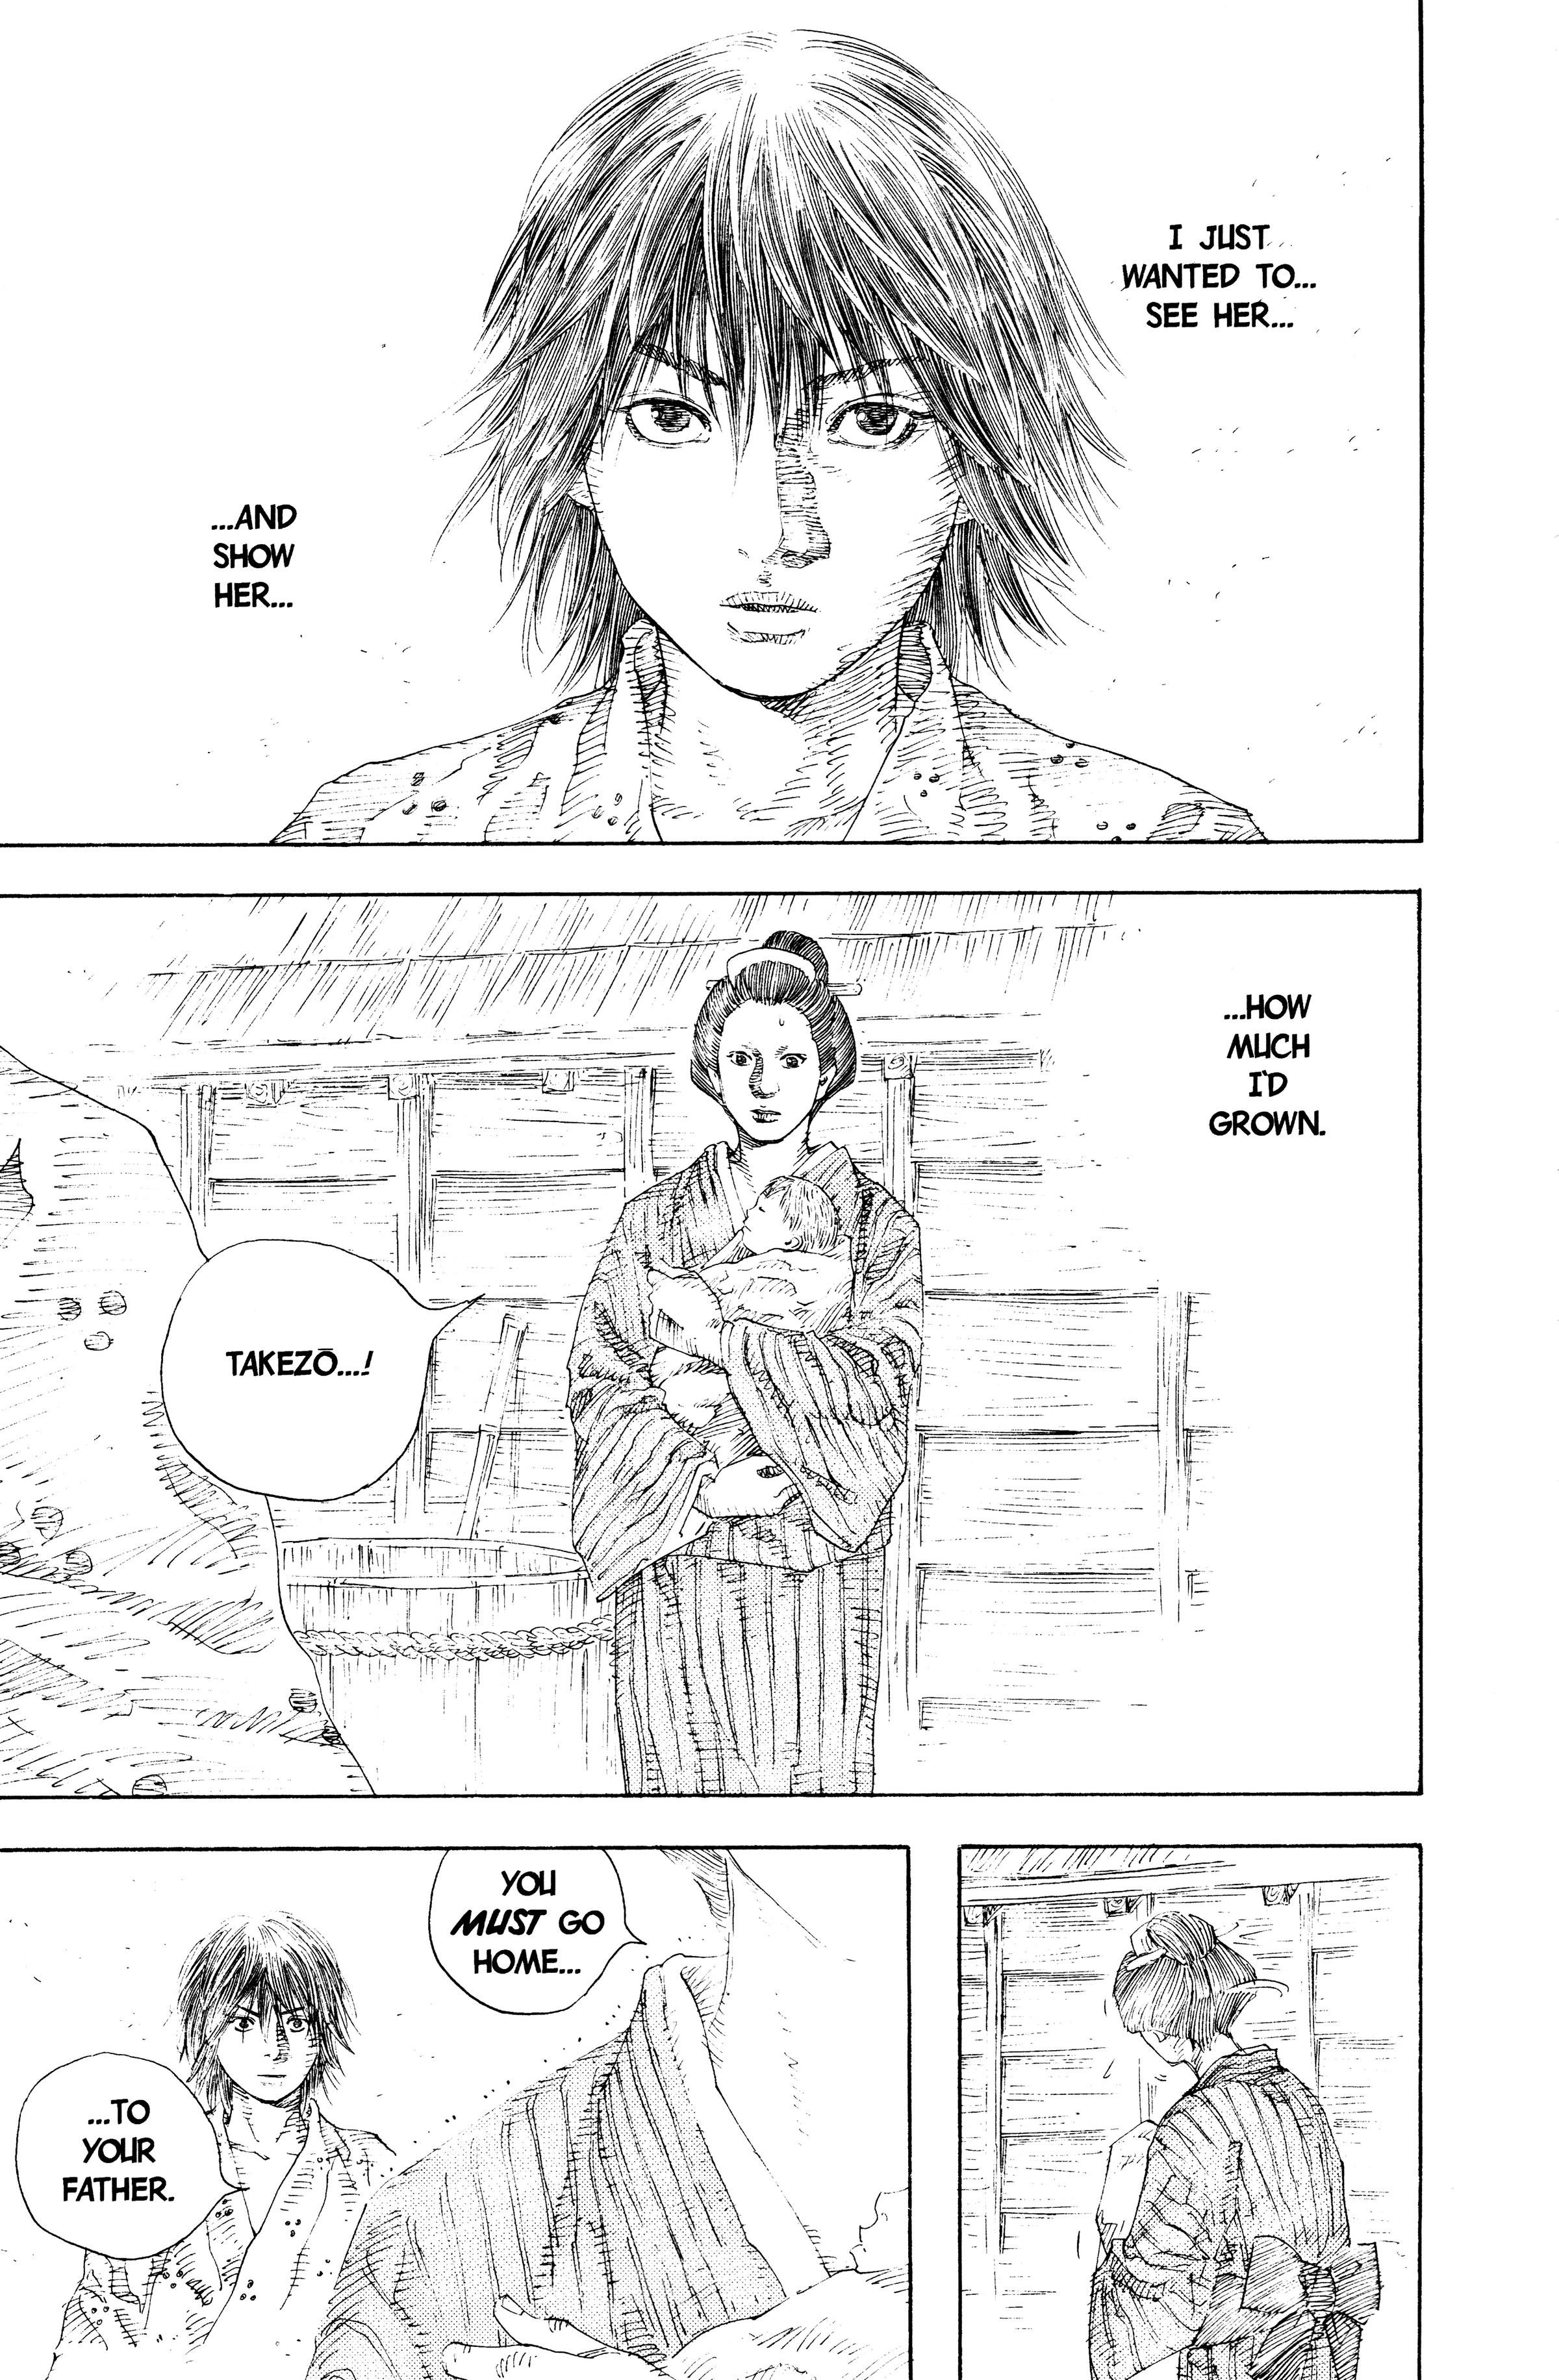 I JUST
WANTED TO...
SEE HER...
...AND
SHOW
HER...
...HOW
MUCH
I'D
GROWN.
TAKEZŌ...!
YOU
MUST GO
HOME...
...TO
YOUR
FATHER.